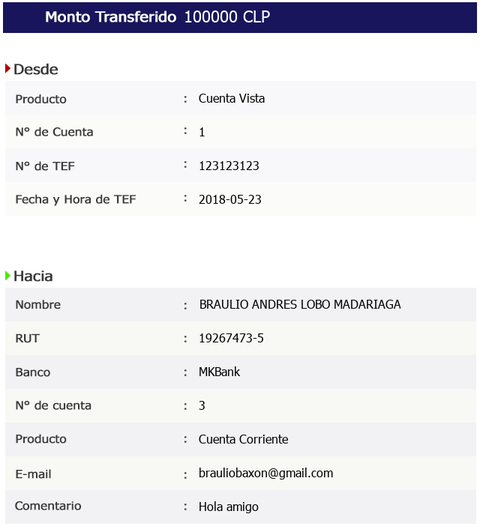 Monto Transferido 100000 CLP
Desde
Producto : Cuenta Vista
N° de Cuenta : 1
N° de TEF : 123123123
Fecha y Hora de TEF : 2018-05-23
Hacia
Nombre : BRAULIO ANDRES LOBO MADARIAGA
RUT : 19267473-5
Banco : MKBank
N° de cuenta : 3
Producto : Cuenta Corriente
E-mail : brauliobaxon@gmail.com
Comentario : Hola amigo